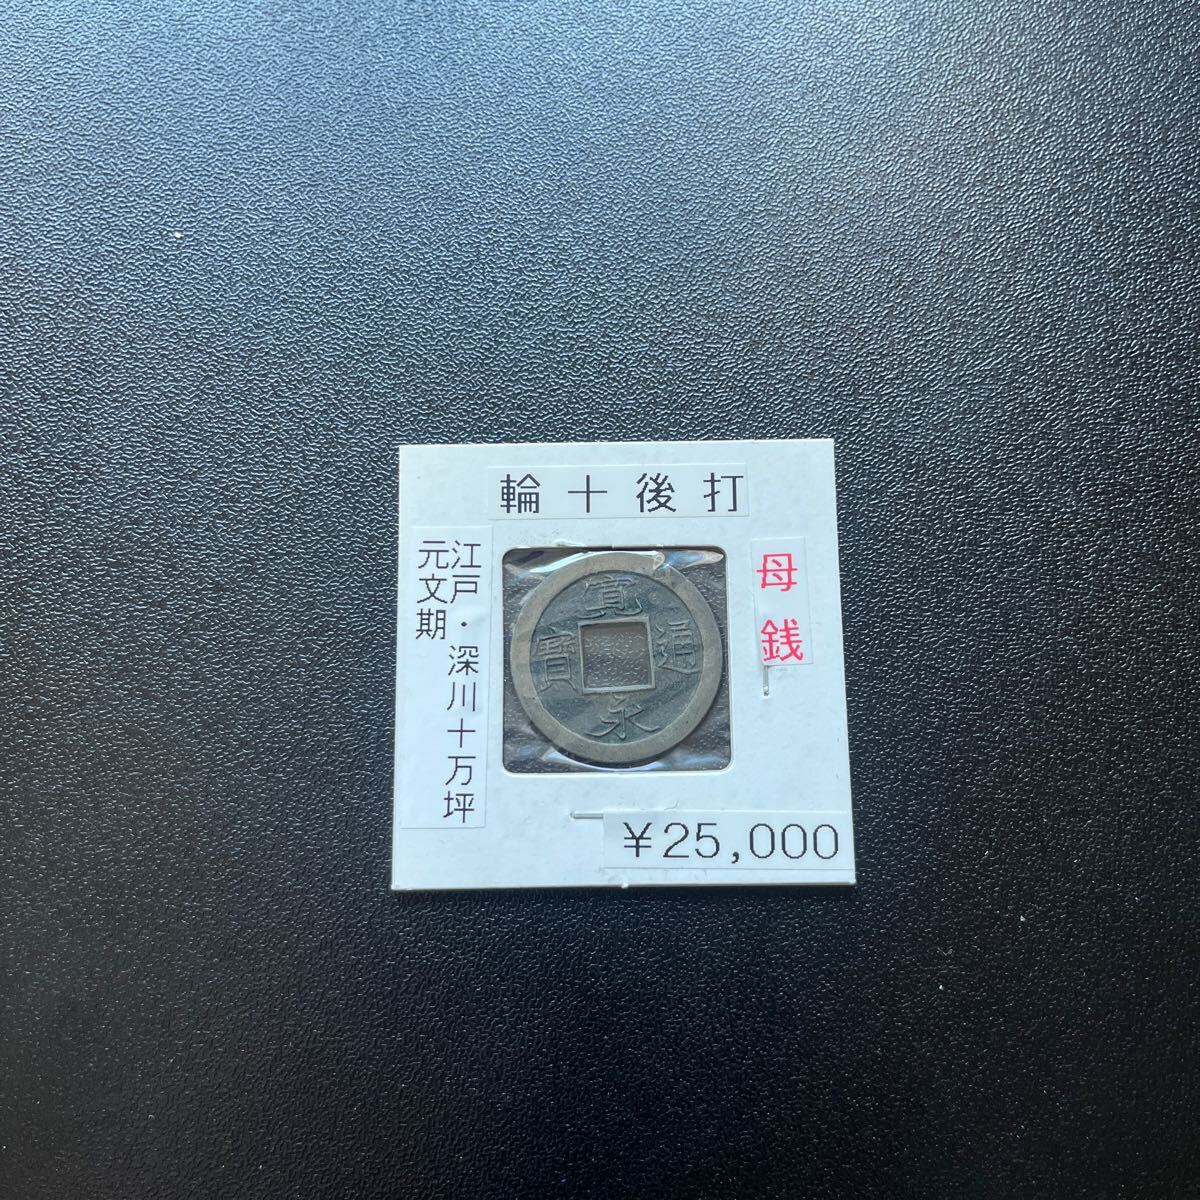 輪十後打
江戸・深川十万坪
元文期
寛永通寳
母銭
￥25,000